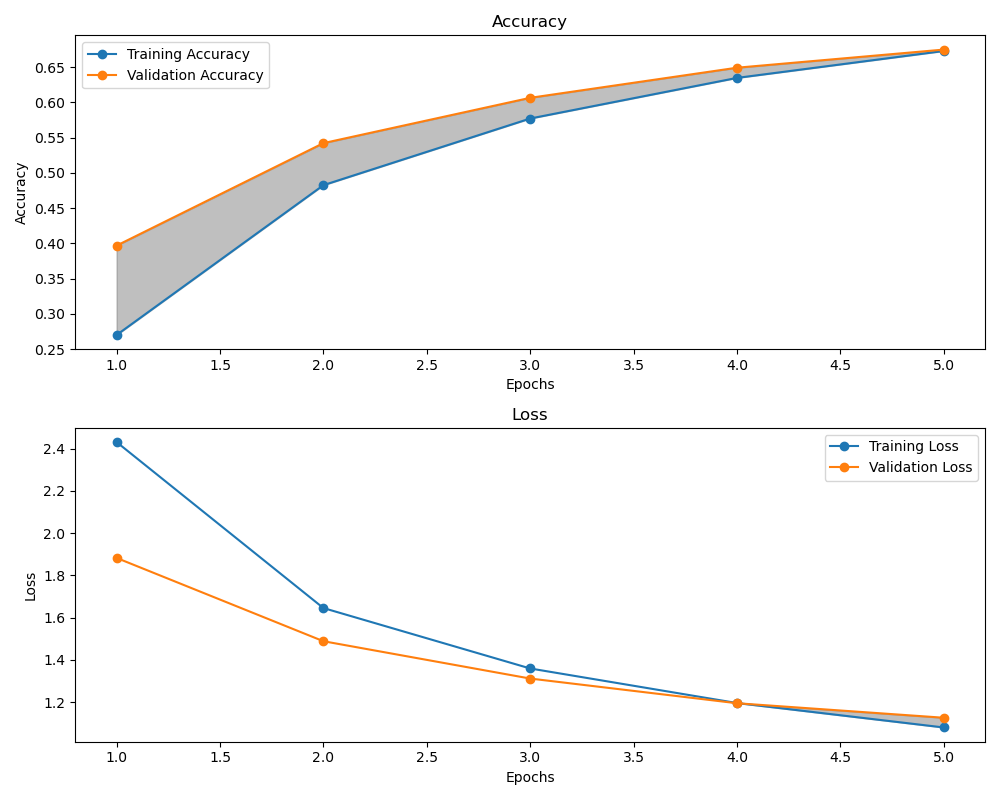 Accuracy
Training Accuracy
Validation Accuracy
Accuracy
0.65
0.60
0.55
0.50
0.45
0.40
0.35
0.30
0.25
1.0 1.5 2.0 2.5 3.0 3.5 4.0 4.5 5.0
Epochs
Loss
Training Loss
Validation Loss
Loss
2.4
2.2
2.0
1.8
1.6
1.4
1.2
1.0 1.5 2.0 2.5 3.0 3.5 4.0 4.5 5.0
Epochs